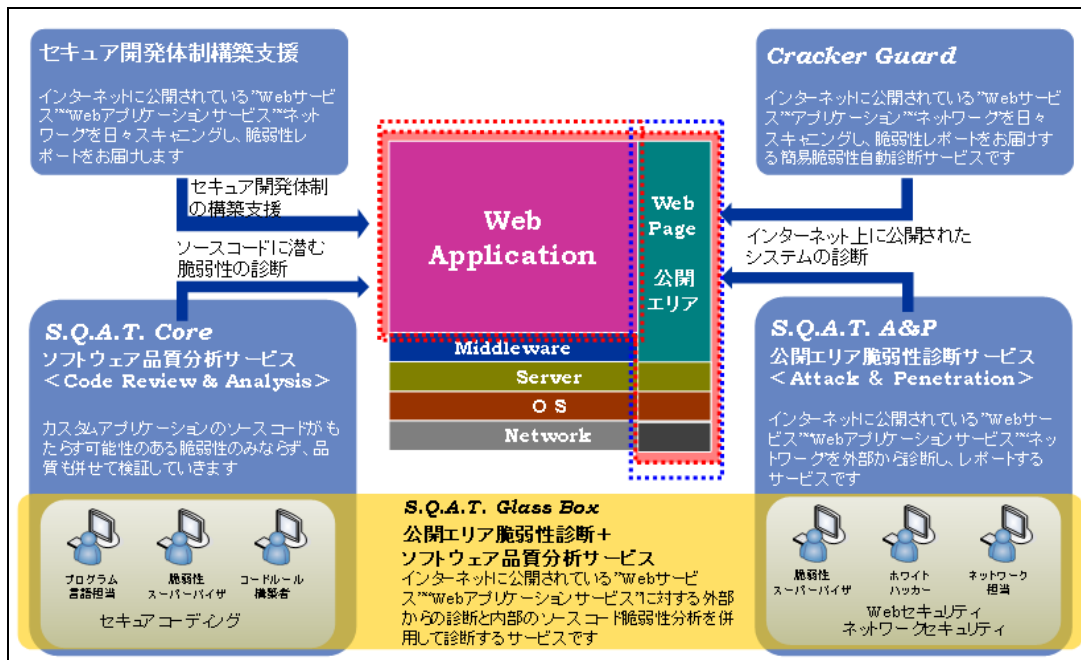 セキュア開発体制構築支援
インターネットに公開されている”Webサービ
ス”“Webアプリケーションサービス”“ネット
ワーク”を日々スキャニングし、脆弱性レ
ポートをお届けします
セキュア開発体制
の構築支援
ソースコードに潜む
脆弱性の診断
S.Q.A.T. Core
ソフトウェア品質分析サービス
＜Code Review & Analysis＞
カスタムアプリケーションのソースコードがも
たらす可能性のある脆弱性のみならず、品
質も併せて検証していきます
プログラム
言語担当
脆弱性
スーパーバイザ
コードルール
構築者
セキュアコーディング
Web
Application
Web
Page
公開
エリア
Middleware
Server
O S
Network
Cracker Guard
インターネットに公開されている”Webサービ
ス”“アプリケーション”“ネットワーク”を日々
スキャニングし、脆弱性レポートをお届けす
る簡易脆弱性自動診断サービスです
インターネット上に公開された
システムの診断
S.Q.A.T. A&P
公開エリア脆弱性診断サービス
＜Attack & Penetration＞
インターネットに公開されている”Webサー
ビス”“Webアプリケーションサービス”“ネッ
トワーク”を外部から診断し、レポートする
サービスです
脆弱性
スーパーバイザ
ホワイト
ハッカー
ネットワーク
担当
Webセキュリティ
ネットワークセキュリティ
S.Q.A.T. Glass Box
公開エリア脆弱性診断＋
ソフトウェア品質分析サービス
インターネットに公開されている”Webサービ
ス”“Webアプリケーションサービス”に対する外部
からの診断と内部のソースコード脆弱性分析を併
用して診断するサービスです